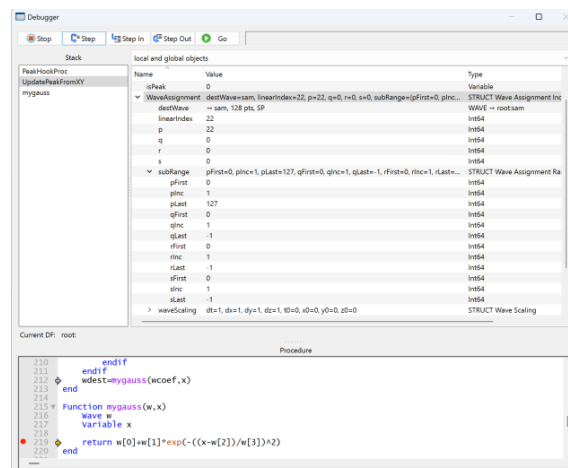 Debugger
Stop Step Step In Step Out Go
Stack
local and global objects
PeakHookProc
UpdatePeakFromXY
mygauss
Name Value Type
isPeak 0 Variable
WaveAssignment destWave=sam, linearIndex=22, p=22, q=0, r=0, s=0, subRange={pFirst=0, pInc... STRUCT Wave Assignment Inc
destWave → sam, 128 pts, SP WAVE → root:sam
linearIndex 22 Int64
p 22 Int64
q 0 Int64
r 0 Int64
s 0 Int64
subRange pFirst=0, pInc=1, pLast=127, qFirst=0, qInc=1, qLast=-1, rFirst=0, rInc=1, rLast=... STRUCT Wave Assignment Ra
pFirst 0 Int64
pInc 1 Int64
pLast 127 Int64
qFirst 0 Int64
qInc 1 Int64
qLast -1 Int64
rFirst 0 Int64
rInc 1 Int64
rLast -1 Int64
sFirst 0 Int64
sInc 1 Int64
sLast -1 Int64
waveScaling dt=1, dx=1, dy=1, dz=1, t0=0, x0=0, y0=0, z0=0 STRUCT Wave Scaling
Current DF: root:
Procedure
210 endif
211 endif
212 wdest=mygauss(wcoef,x)
213 end
214
215 Function mygauss(w,x)
216 Wave w
217 Variable x
218
219 return w[0]+w[1]*exp(-((x-w[2])/w[3])^2)
220 end